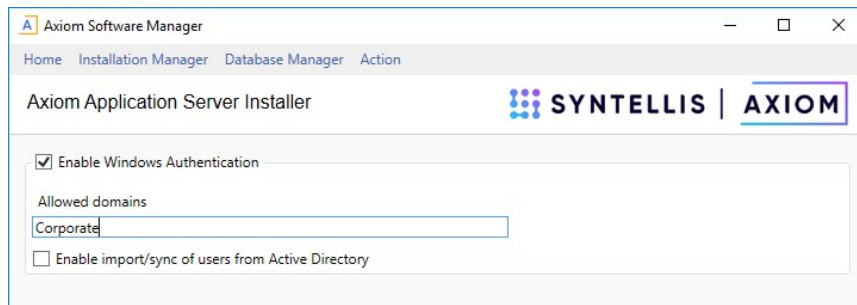 A Axiom Software Manager
Home Installation Manager Database Manager Action
Axiom Application Server Installer
SYNTELLIS | AXIOM
Enable Windows Authentication
Allowed domains
Corporate
Enable import/sync of users from Active Directory